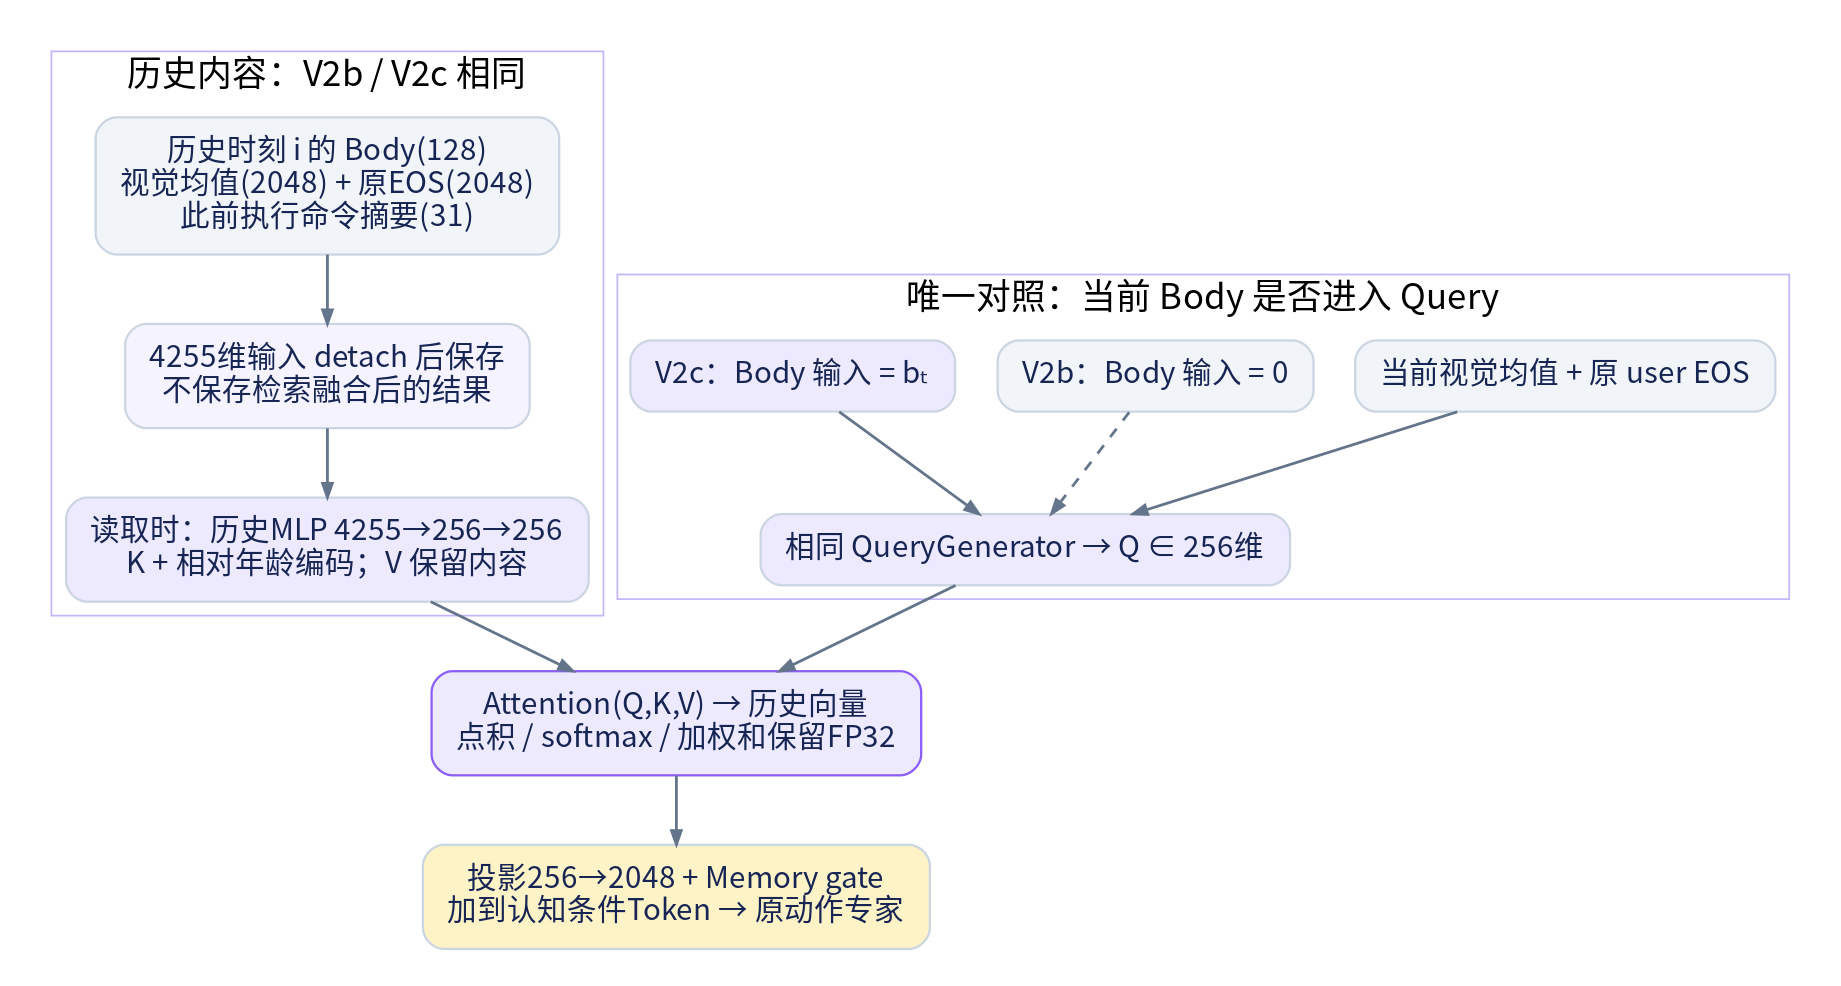 历史内容：V2b / V2c 相同
历史时刻 i 的 Body(128)
视觉均值(2048) + 原EOS(2048)
此前执行命令摘要(31)
4255维输入 detach 后保存
不保存检索融合后的结果
读取时：历史MLP 4255→256→256
K + 相对年龄编码；V 保留内容
唯一对照：当前 Body 是否进入 Query
V2c：Body 输入 = bₜ
V2b：Body 输入 = 0
当前视觉均值 + 原 user EOS
相同 QueryGenerator → Q ∈ 256维
Attention(Q,K,V) → 历史向量
点积 / softmax / 加权和保留FP32
投影256→2048 + Memory gate
加到认知条件Token → 原动作专家